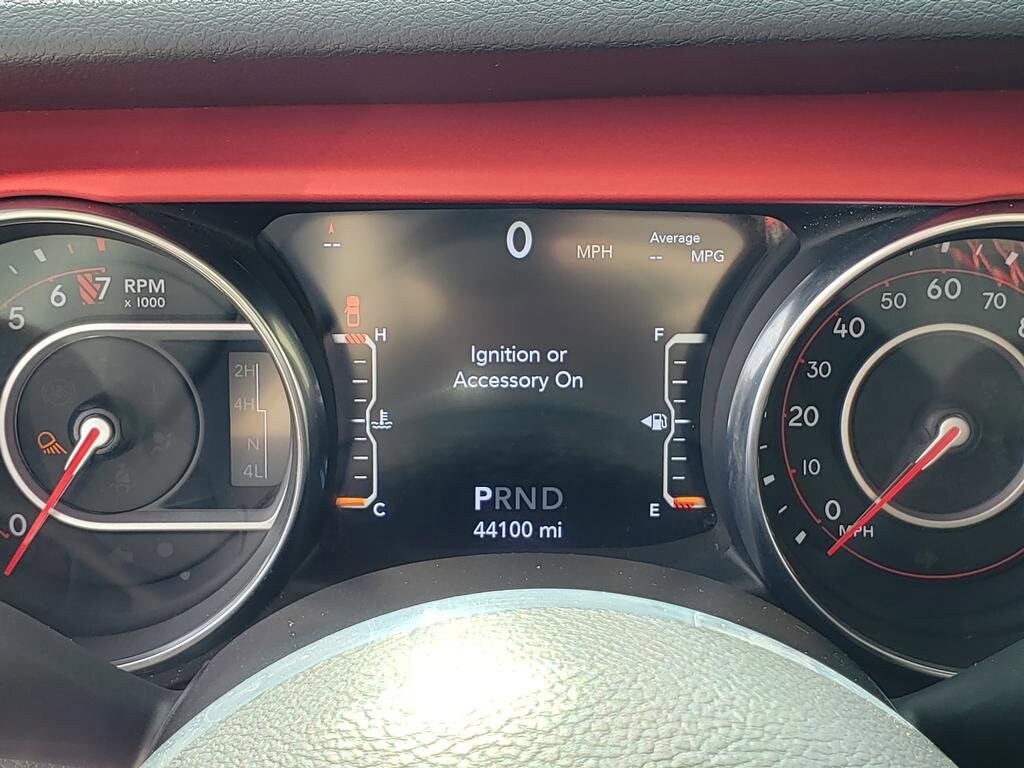 0 MPH
--
Average
-- MPG
5 6 7 RPM
x 1000
0
2H
4H
N
4L
H
C
Ignition or
Accessory On
PRND
44100 mi
F
E
0 10 20 30 40 50 60 70
MPH